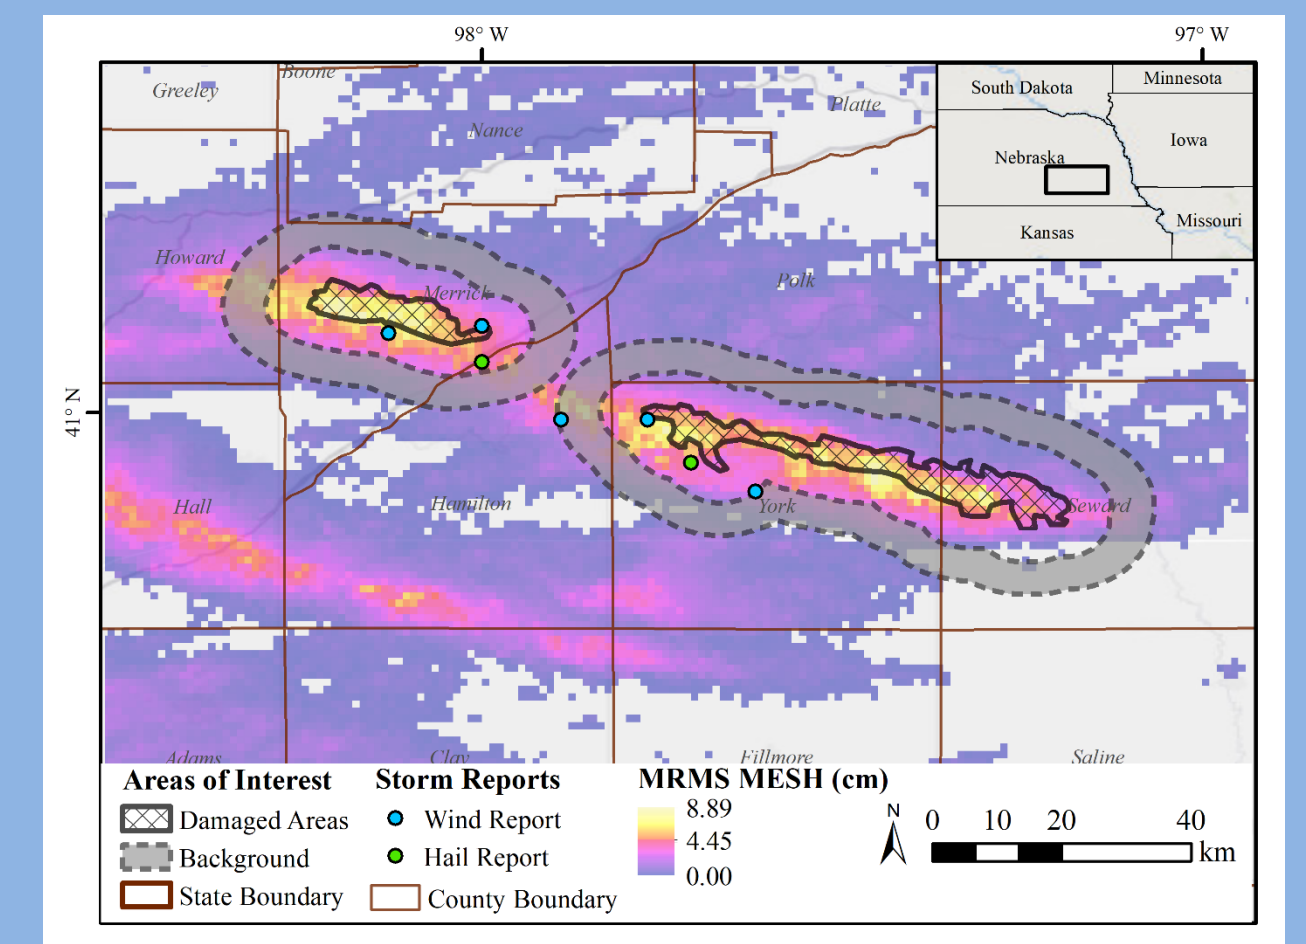 98° W
97° W
Boone
Greeley
Nance
Platte
South Dakota
Minnesota
Iowa
Nebraska
Missouri
Kansas
Howard
Merrick
Polk
41° N
Hall
Hamilton
York
Seward
Adams
Clay
Fillmore
Saline
Areas of Interest
Damaged Areas
Background
State Boundary
Storm Reports
Wind Report
Hail Report
County Boundary
MRMS MESH (cm)
8.89
4.45
0.00
N
0 10 20 40
km